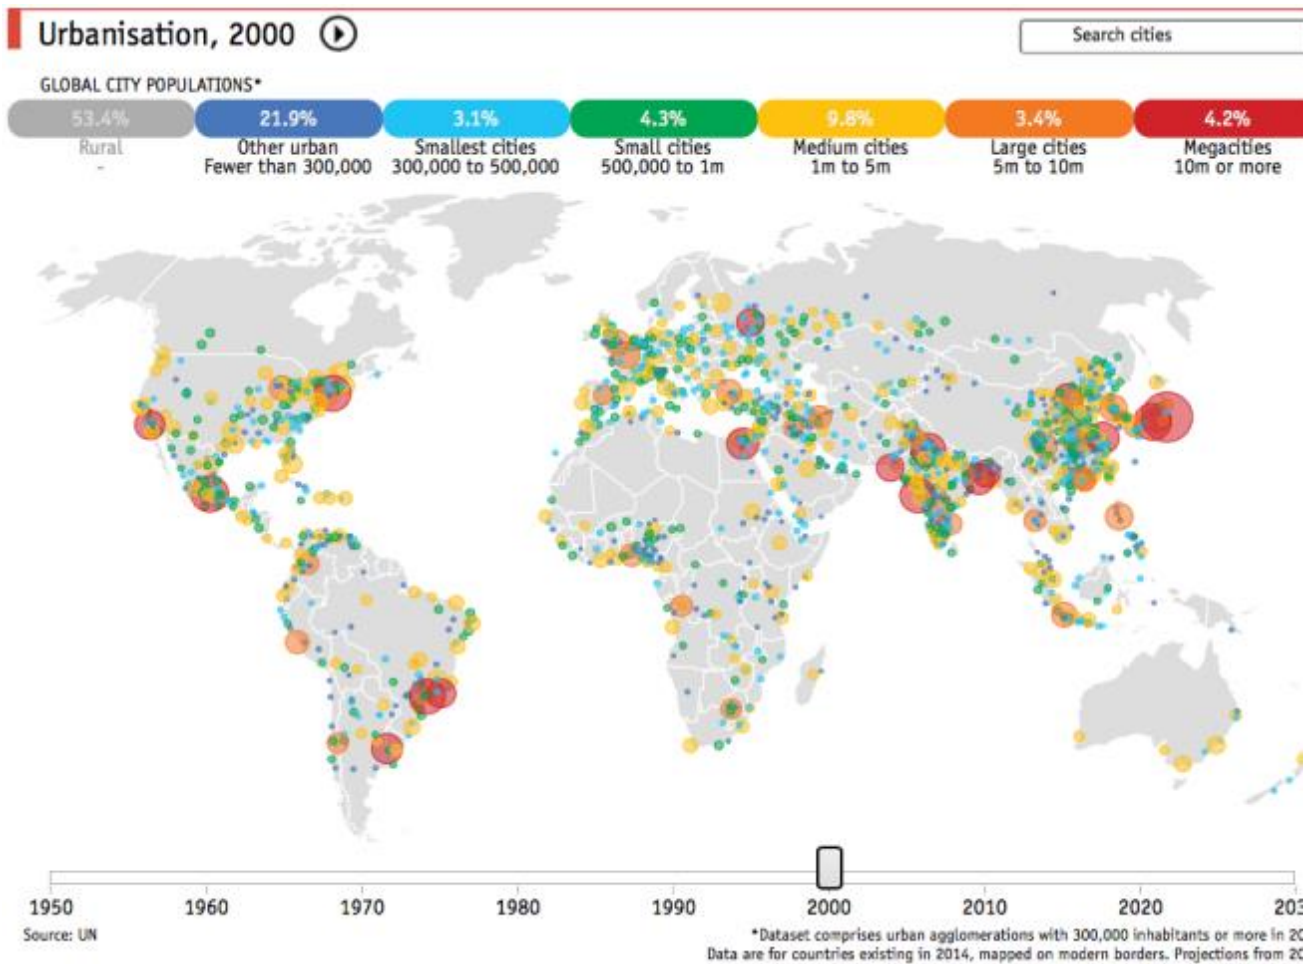 Urbanisation, 2000
Search cities
GLOBAL CITY POPULATIONS*
53.4% 21.9% 3.1% 4.3% 9.8% 3.4% 4.2%
Rural Other urban Smallest cities Small cities Medium cities Large cities Megacities
- Fewer than 300,000 300,000 to 500,000 500,000 to 1m 1m to 5m 5m to 10m 10m or more
1950 1960 1970 1980 1990 2000 2010 2020 203
Source: UN
*Dataset comprises urban agglomerations with 300,000 inhabitants or more in 20
Data are for countries existing in 2014, mapped on modern borders. Projections from 20